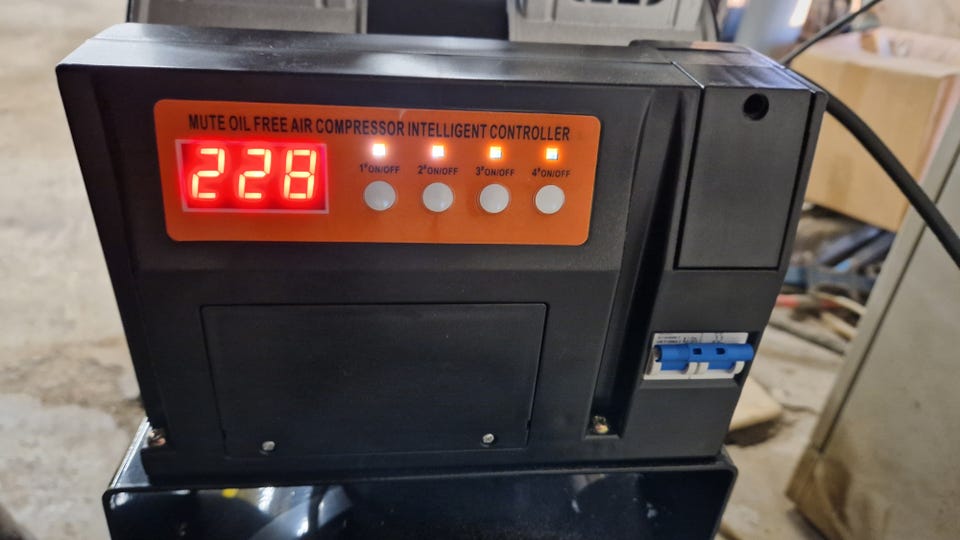 MUTE OIL FREE AIR COMPRESSOR INTELLIGENT CONTROLLER
228
1#ON/OFF 2#ON/OFF 3#ON/OFF 4#ON/OFF